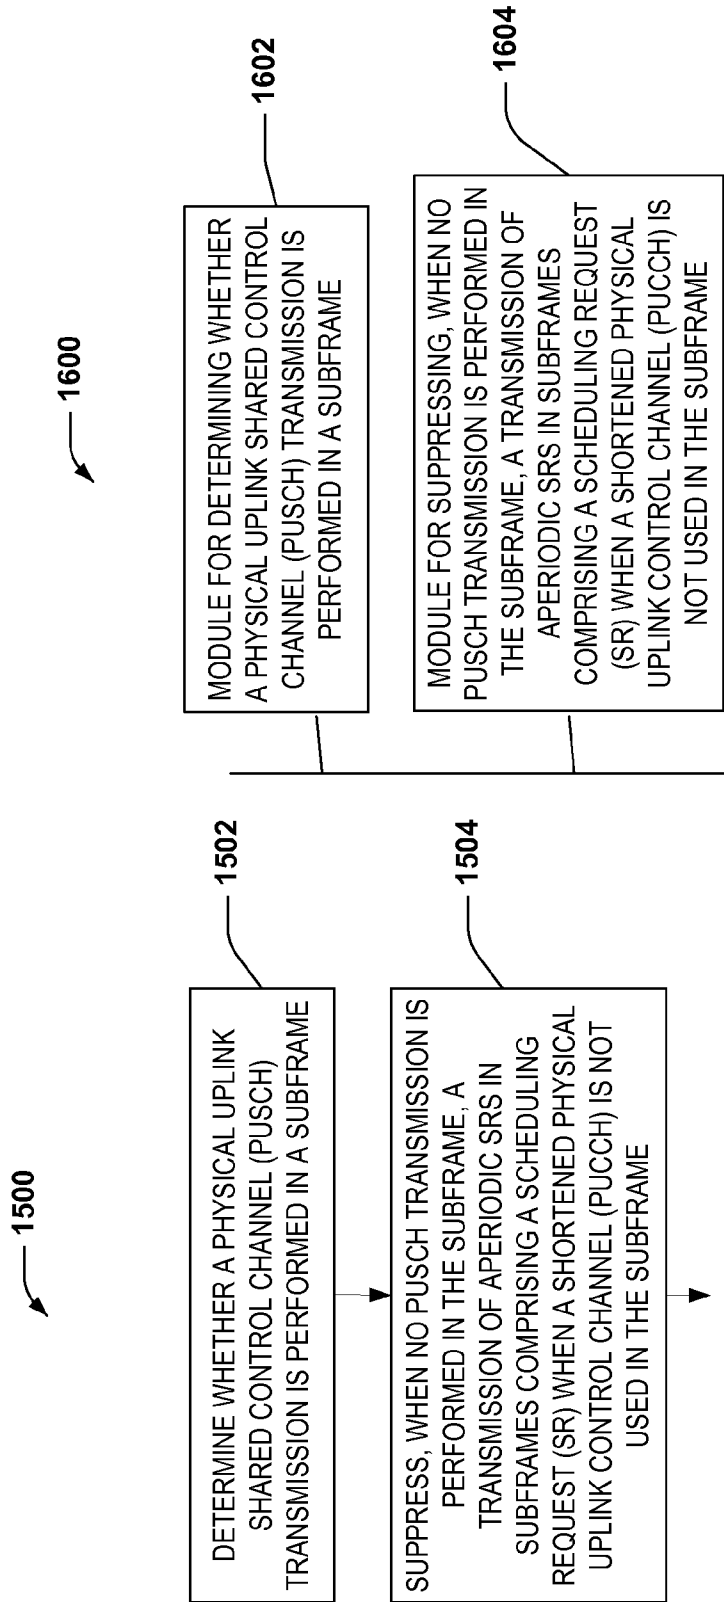 1500
DETERMINE WHETHER A PHYSICAL UPLINK
SHARED CONTROL CHANNEL (PUSCH)
TRANSMISSION IS PERFORMED IN A SUBFRAME
1502
SUPPRESS, WHEN NO PUSCH TRANSMISSION IS
PERFORMED IN THE SUBFRAME, A
TRANSMISSION OF APERIODIC SRS IN
SUBFRAMES COMPRISING A SCHEDULING
REQUEST (SR) WHEN A SHORTENED PHYSICAL
UPLINK CONTROL CHANNEL (PUCCH) IS NOT
USED IN THE SUBFRAME
1504
1600
MODULE FOR DETERMINING WHETHER
A PHYSICAL UPLINK SHARED CONTROL
CHANNEL (PUSCH) TRANSMISSION IS
PERFORMED IN A SUBFRAME
1602
MODULE FOR SUPPRESSING, WHEN NO
PUSCH TRANSMISSION IS PERFORMED IN
THE SUBFRAME, A TRANSMISSION OF
APERIODIC SRS IN SUBFRAMES
COMPRISING A SCHEDULING REQUEST
(SR) WHEN A SHORTENED PHYSICAL
UPLINK CONTROL CHANNEL (PUCCH) IS
NOT USED IN THE SUBFRAME
1604